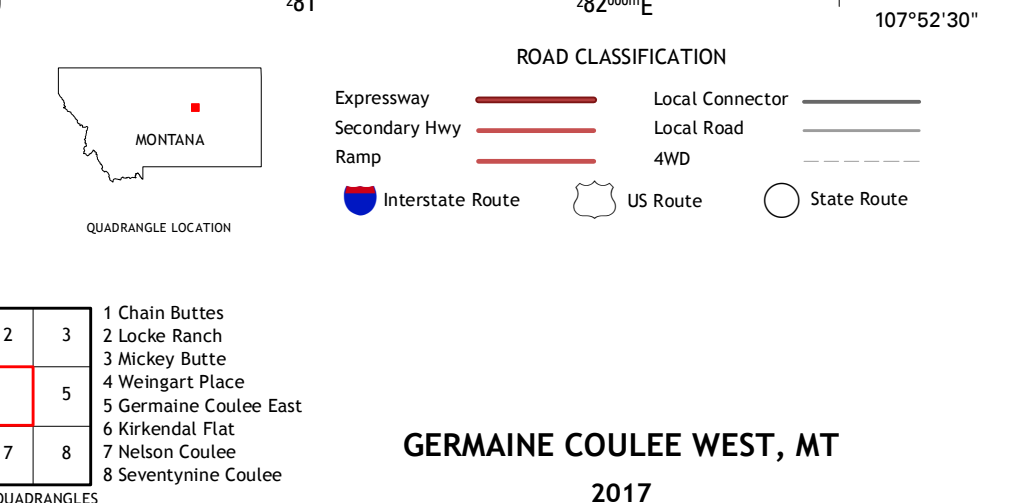 ²81
²82⁰⁰⁰ᵐE
107°52'30"
ROAD CLASSIFICATION
Expressway
Local Connector
Secondary Hwy
Local Road
Ramp
4WD
Interstate Route
US Route
State Route
MONTANA
QUADRANGLE LOCATION
2
3
5
7
8
1 Chain Buttes
2 Locke Ranch
3 Mickey Butte
4 Weingart Place
5 Germaine Coulee East
6 Kirkendal Flat
7 Nelson Coulee
8 Seventynine Coulee
QUADRANGLES
GERMAINE COULEE WEST, MT
2017